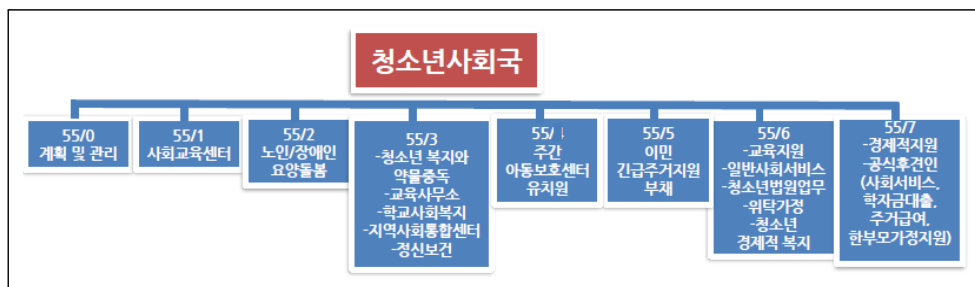 청소년사회국
55/0
계획 및 관리
55/1
사회교육센터
55/2
노인/장애인
요양돌봄
55/3
-청소년 복지와
약물중독
-교육사무소
-학교사회복지
-지역사회통합센터
-정신보건
55/4
주간
아동보호센터
유치원
55/5
이민
긴급주거지원
부채
55/6
-교육지원
-일반사회서비스
-청소년법원업무
-위탁가정
-청소년
경제적 복지
55/7
-경제적지원
-공식후견인
(사회서비스,
학자금대출,
주거급여,
한부모가정지원)